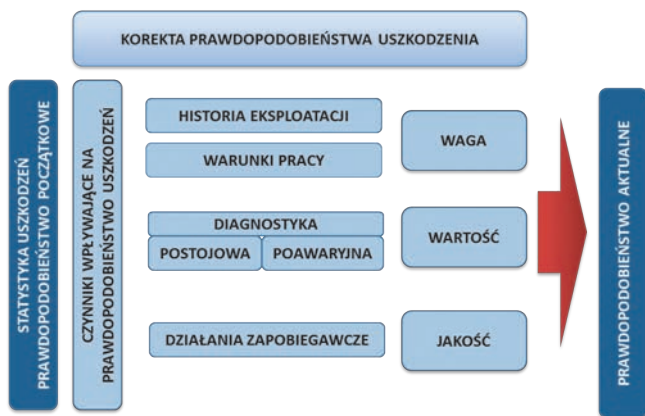 KOREKTA PRAWDOPODOBIEŃSTWA USZKODZENIA
STATYSTYKA USZKODZEŃ
PRAWDOPODOBIEŃSTWO POCZĄTKOWE
CZYNNIKI WPŁYWAJĄCE NA
PRAWDOPODOBIEŃSTWO USZKODZEŃ
HISTORIA EKSPLOATACJI
WARUNKI PRACY
DIAGNOSTYKA
POSTOJOWA
POAWARYJNA
DZIAŁANIA ZAPOBIEGAWCZE
WAGA
WARTOŚĆ
JAKOŚĆ
PRAWDOPODOBIEŃSTWO AKTUALNE